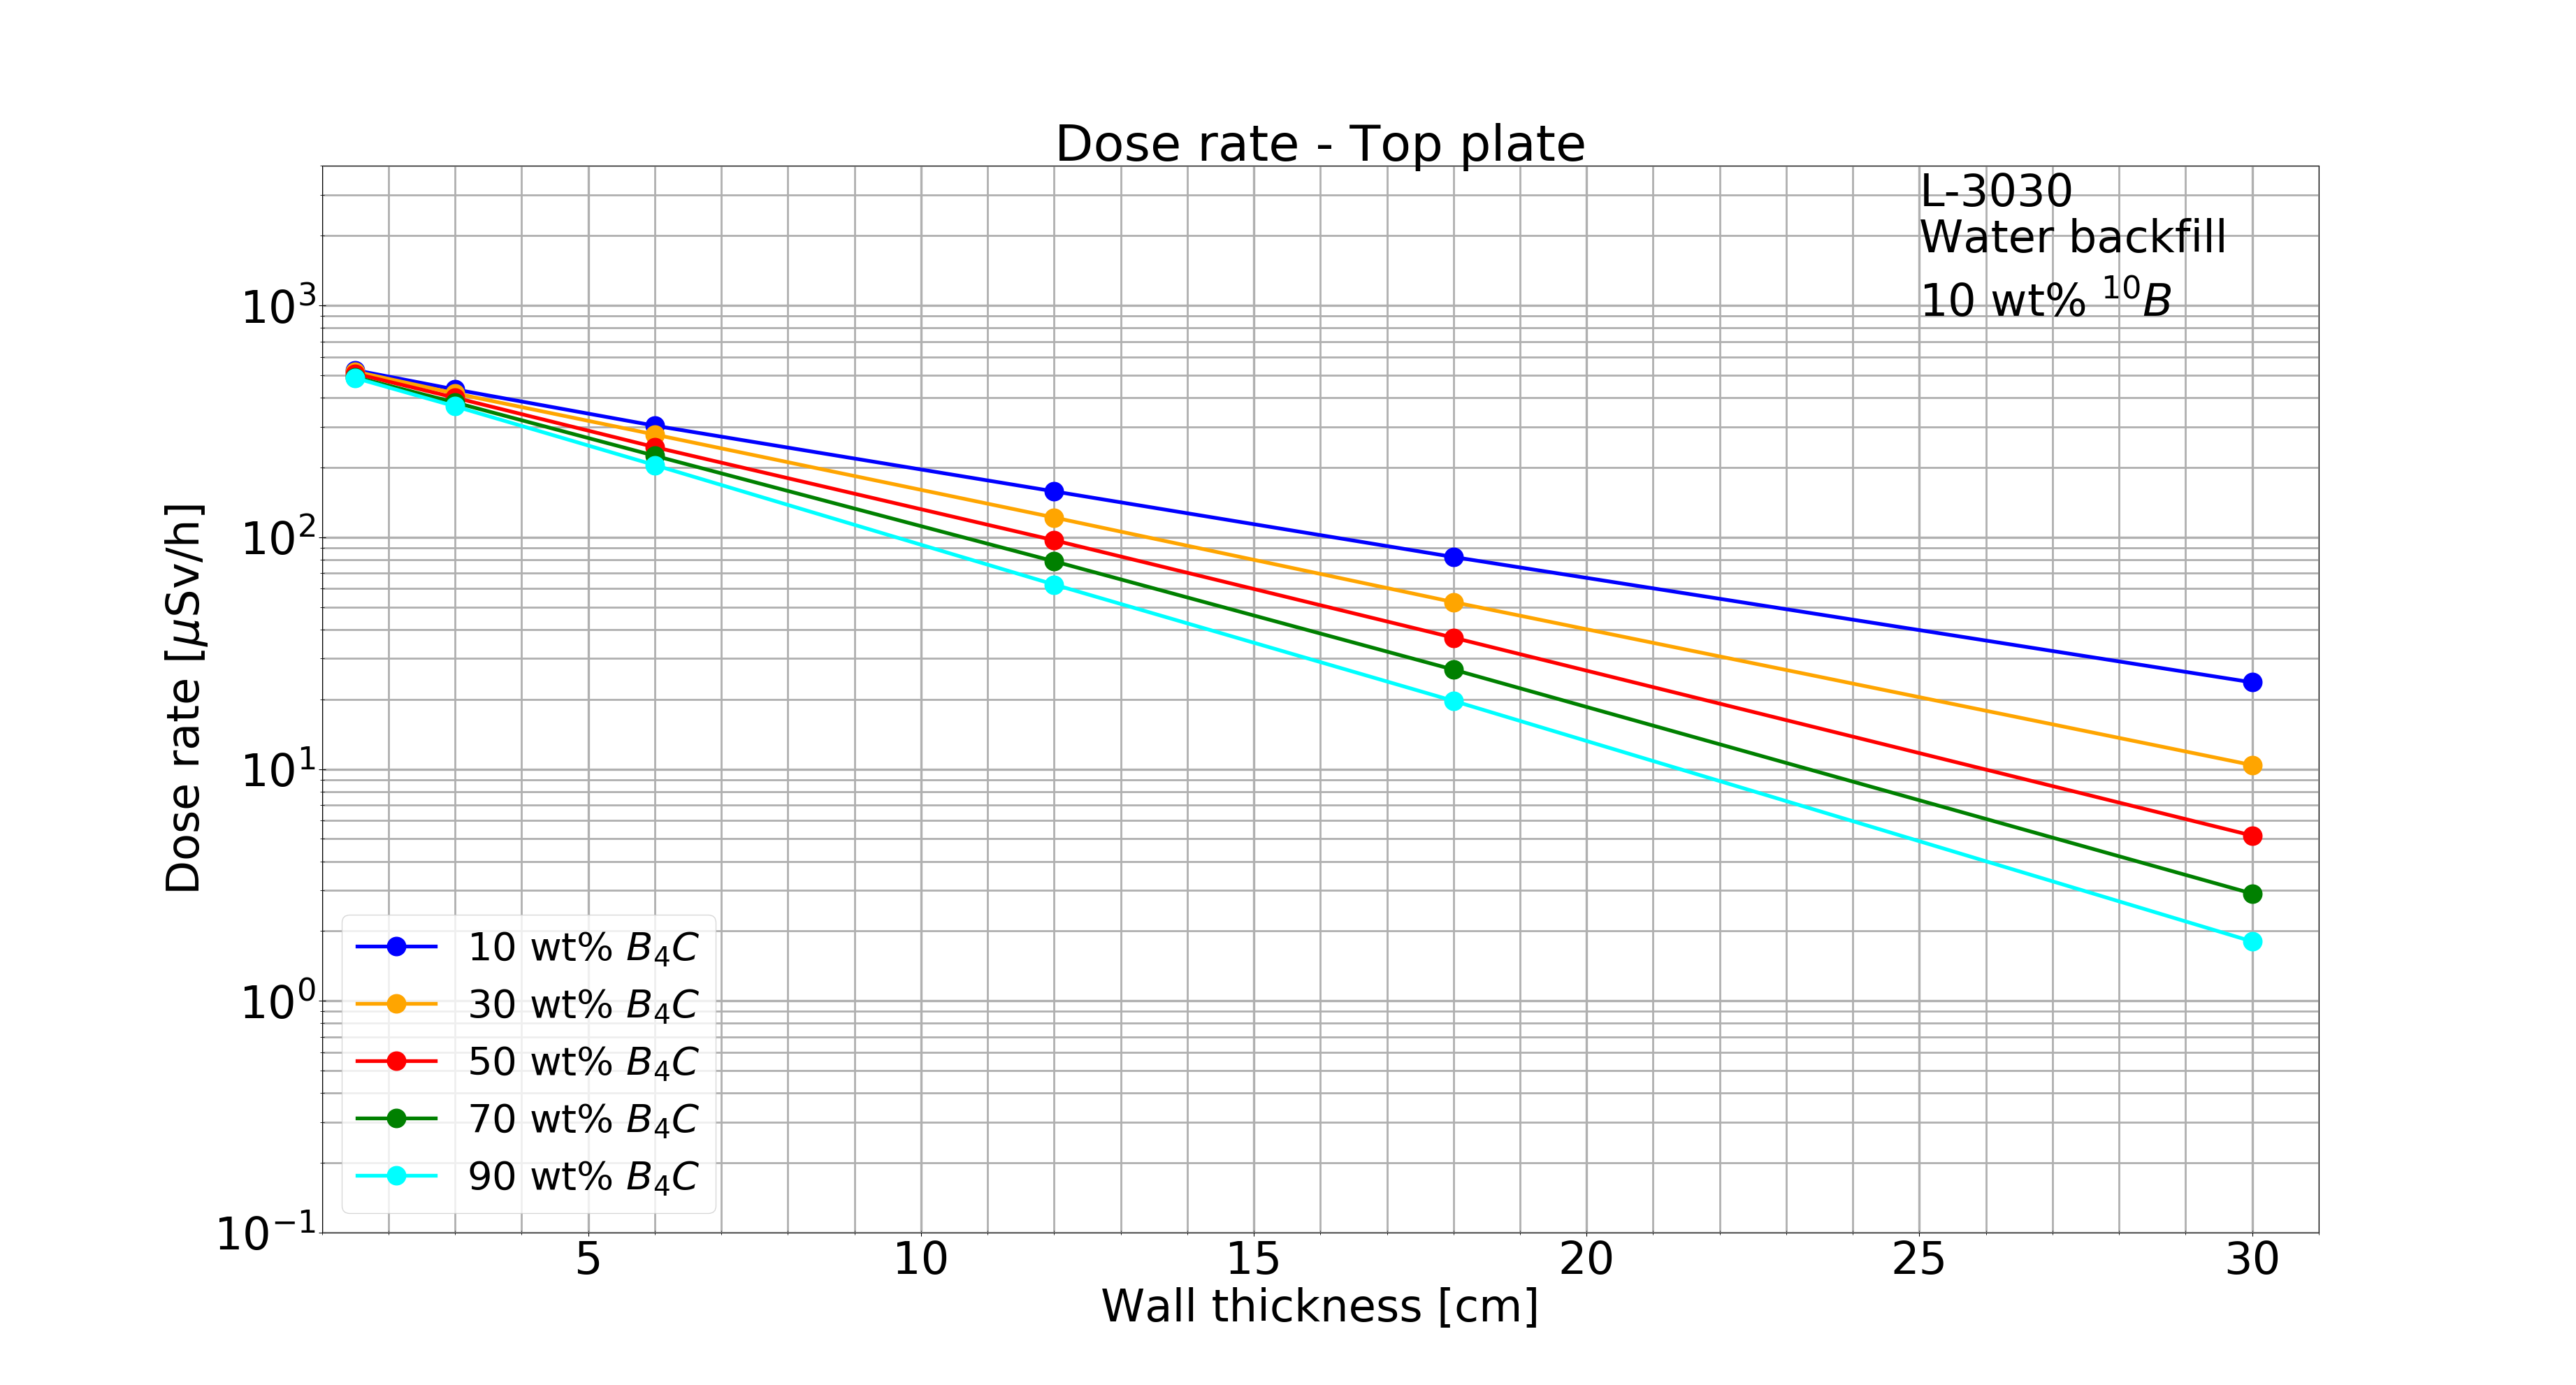 Dose rate - Top plate
L-3030
Water backfill
10 wt% ¹⁰B
10³
10²
10¹
10⁰
10⁻¹
Dose rate [μSv/h]
10 wt% B₄C
30 wt% B₄C
50 wt% B₄C
70 wt% B₄C
90 wt% B₄C
5 10 15 20 25 30
Wall thickness [cm]